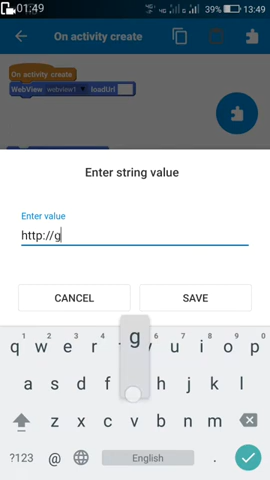 01:49 39% 13:49
On activity create
On activity create
WebView webview1 loadUrl
Enter string value
Enter value
http://g
CANCEL SAVE
g
q w e r t y u i o p
a s d f h j k l
z x c v b n m
?123 @ English .